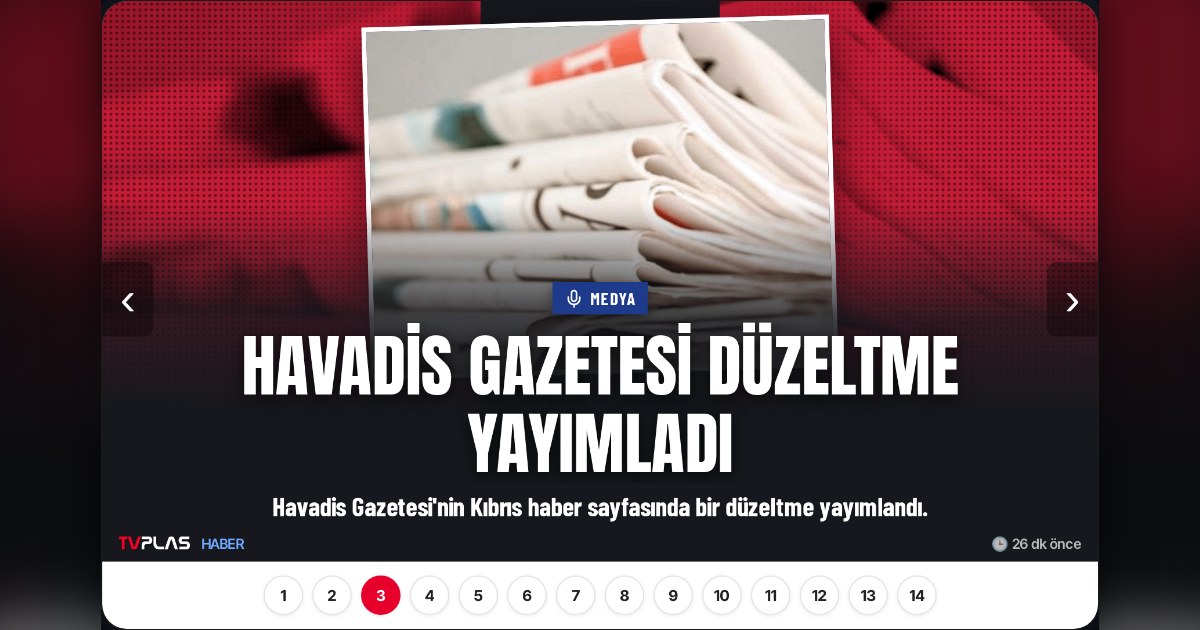 MEDYA
HAVADİS GAZETESİ DÜZELTME
YAYIMLADI
Havadis Gazetesi'nin Kıbrıs haber sayfasında bir düzeltme yayımlandı.
TVPLAS HABER
26 dk önce
1 2 3 4 5 6 7 8 9 10 11 12 13 14